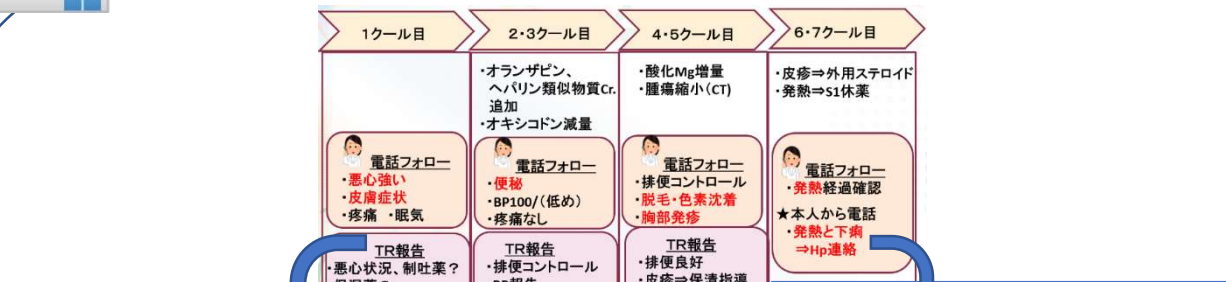 1クール目
2・3クール目
4・5クール目
6・7クール目
・オランザピン、
ヘパリン類似物質Cr.
追加
・オキシコドン減量
・酸化Mg増量
・腫瘍縮小(CT)
・皮疹⇒外用ステロイド
・発熱⇒S1休薬
電話フォロー
・悪心強い
・皮膚症状
・疼痛 ・眠気
電話フォロー
・便秘
・BP100/(低め)
・疼痛なし
電話フォロー
・排便コントロール
・脱毛・色素沈着
・胸部発疹
電話フォロー
・発熱経過確認
★本人から電話
・発熱と下痢
⇒Hp連絡
TR報告
・悪心状況、制吐薬?
TR報告
・排便コントロール
TR報告
・排便良好
・皮疹⇒保清指導